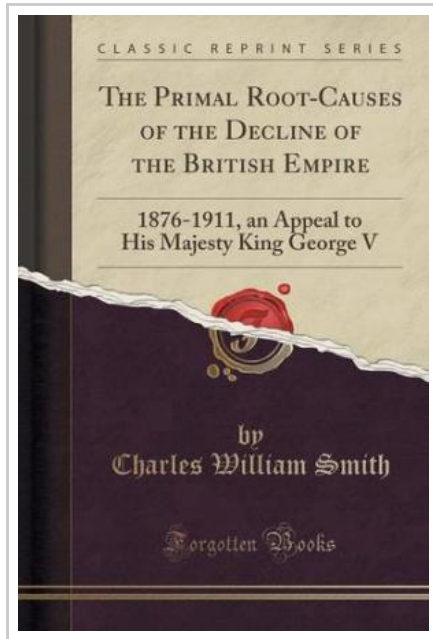 CLASSIC REPRINT SERIES
THE PRIMAL ROOT-CAUSES
OF THE DECLINE OF
THE BRITISH EMPIRE
1876-1911, an Appeal to
His Majesty King George V
by
Charles William Smith
Forgotten Books